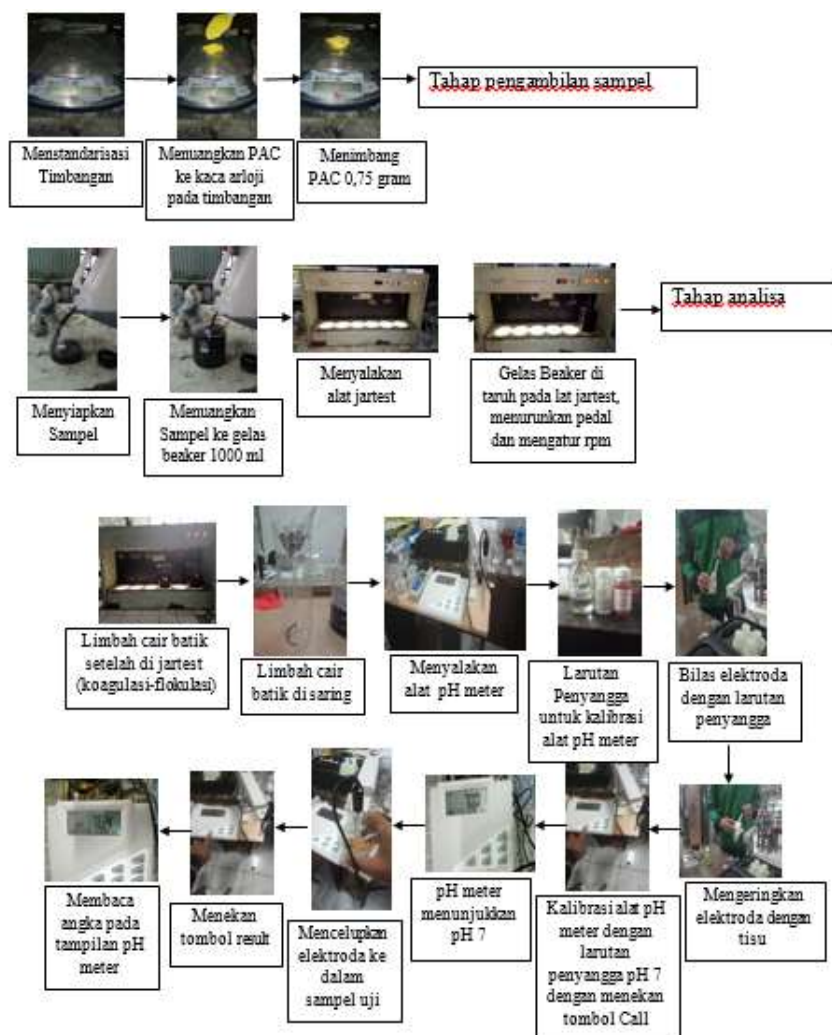 Menstandarisasi
Timbangan
Menuangkan PAC
ke kaca arloji
pada timbangan
Menimbang
PAC 0,75 gram
Tahap pengambilan sampel
Menyiapkan
Sampel
Menuangkan
Sampel ke gelas
beaker 1000 ml
Menyalakan
alat jartest
Gelas Beaker di
taruh pada lat jartest,
menurunkan pedal
dan mengatur rpm
Tahap analisa
Limbah cair batik
setelah di jartest
(koagulasi-flokulasi)
Limbah cair
batik di saring
Menyalakan
alat pH meter
Larutan
Penyangga
untuk kalibrasi
alat pH meter
Bilas elektroda
dengan larutan
penyangga
Mengeringkan
elektroda dengan
tisu
Kalibrasi alat pH
meter dengan
larutan
penyangga pH 7
dengan menekan
tombol Call
pH meter
menunjukkan
pH 7
Mencelupkan
elektroda ke
dalam
sampel uji
Menekan
tombol result
Membaca
angka pada
tampilan pH
meter